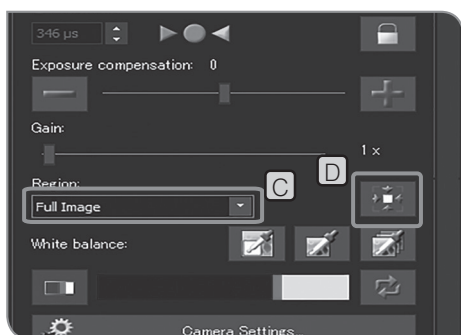 346 µs
Exposure compensation: 0
Gain:
1 x
D
Region:
C
Full Image
White balance:
Camera Settings...